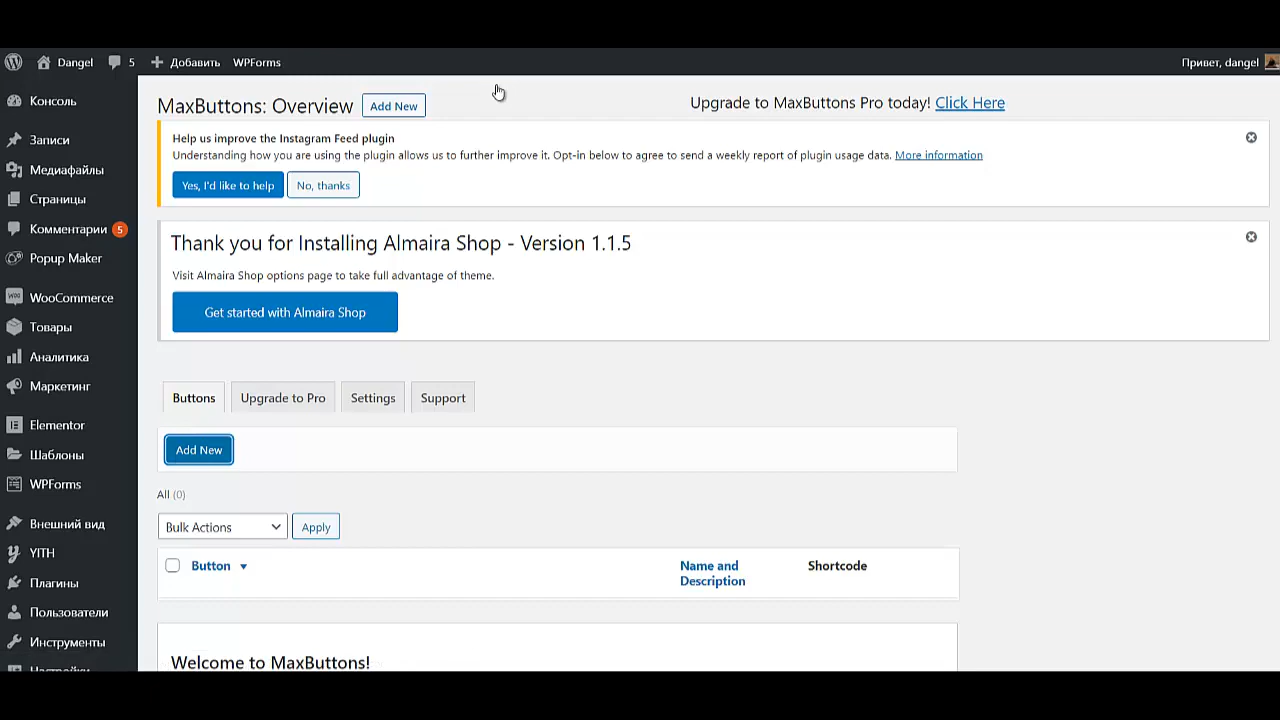 Dangel 5 Добавить WPForms Привет, dangel
Консоль
Записи
Медиафайлы
Страницы
Комментарии 5
Popup Maker
WooCommerce
Товары
Аналитика
Маркетинг
Elementor
Шаблоны
WPForms
Внешний вид
YITH
Плагины
Пользователи
Инструменты
Настройки
MaxButtons: Overview Add New Upgrade to MaxButtons Pro today! Click Here
Help us improve the Instagram Feed plugin
Understanding how you are using the plugin allows us to further improve it. Opt-in below to agree to send a weekly report of plugin usage data. More information
Yes, I'd like to help No, thanks
Thank you for Installing Almaira Shop - Version 1.1.5
Visit Almaira Shop options page to take full advantage of theme.
Get started with Almaira Shop
Buttons Upgrade to Pro Settings Support
Add New
All (0)
Bulk Actions Apply
Button Name and Description Shortcode
Welcome to MaxButtons!